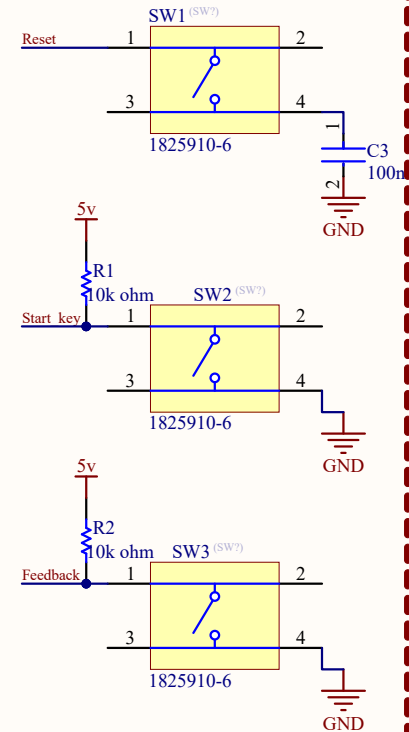 SW1 (SW?)
Reset
1
2
3
4
1825910-6
1
C3
100n
2
GND
5v
R1
10k ohm
SW2 (SW?)
Start key
1
2
3
4
1825910-6
GND
5v
R2
10k ohm
SW3 (SW?)
Feedback
1
2
3
4
1825910-6
GND